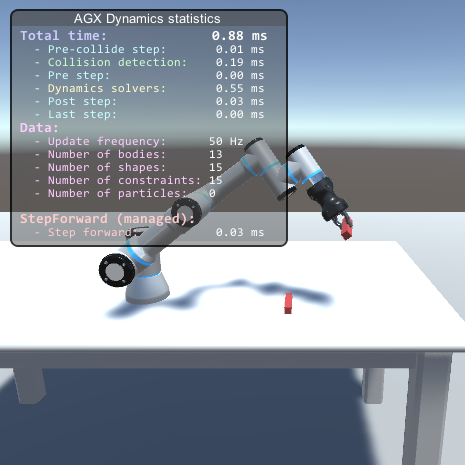 AGX Dynamics statistics
Total time: 0.88 ms
- Pre-collide step: 0.01 ms
- Collision detection: 0.19 ms
- Pre step: 0.00 ms
- Dynamics solvers: 0.55 ms
- Post step: 0.03 ms
- Last step: 0.00 ms
Data:
- Update frequency: 50 Hz
- Number of bodies: 13
- Number of shapes: 15
- Number of constraints: 15
- Number of particles: 0
StepForward (managed):
- Step forward: 0.03 ms